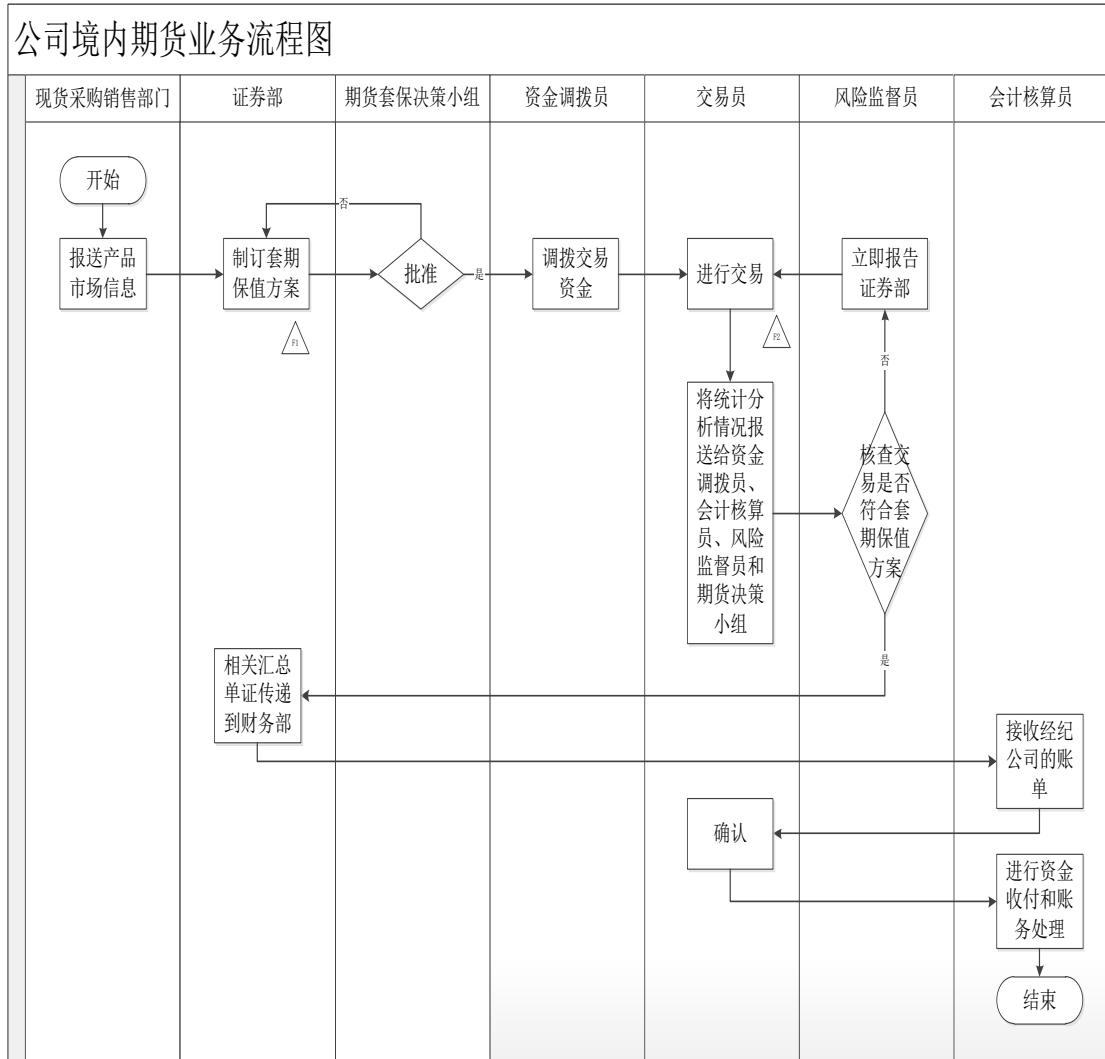 公司境内期货业务流程图
现货采购销售部门
证券部
期货套保决策小组
资金调拨员
交易员
风险监督员
会计核算员
开始
否
报送产品
市场信息
制订套期
保值方案
批准
是
调拨交易
资金
进行交易
立即报告
证券部
F1
F2
否
将统计分
析情况报
送给资金
调拨员、
会计核算
员、风险
监督员和
期货决策
小组
核查交
易是否
符合套
期保值
方案
是
相关汇总
单证传递
到财务部
接收经纪
公司的账
单
确认
进行资金
收付和账
务处理
结束